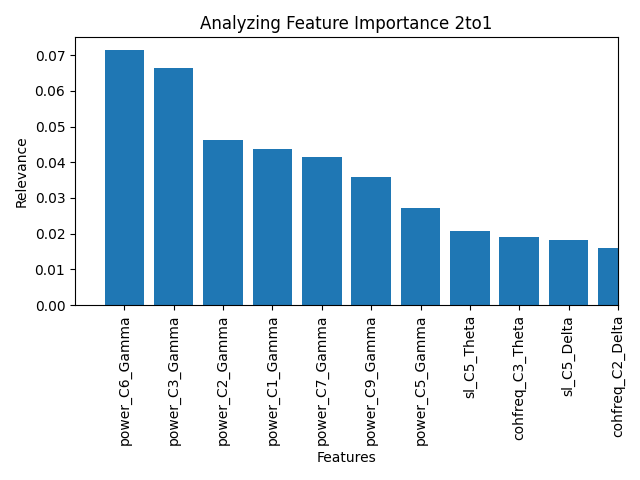 Analyzing Feature Importance 2to1
0.07
0.06
0.05
0.04
0.03
0.02
0.01
0.00
Relevance
power_C6_Gamma
power_C3_Gamma
power_C2_Gamma
power_C1_Gamma
power_C7_Gamma
power_C9_Gamma
power_C5_Gamma
sl_C5_Theta
cohfreq_C3_Theta
sl_C5_Delta
cohfreq_C2_Delta
Features